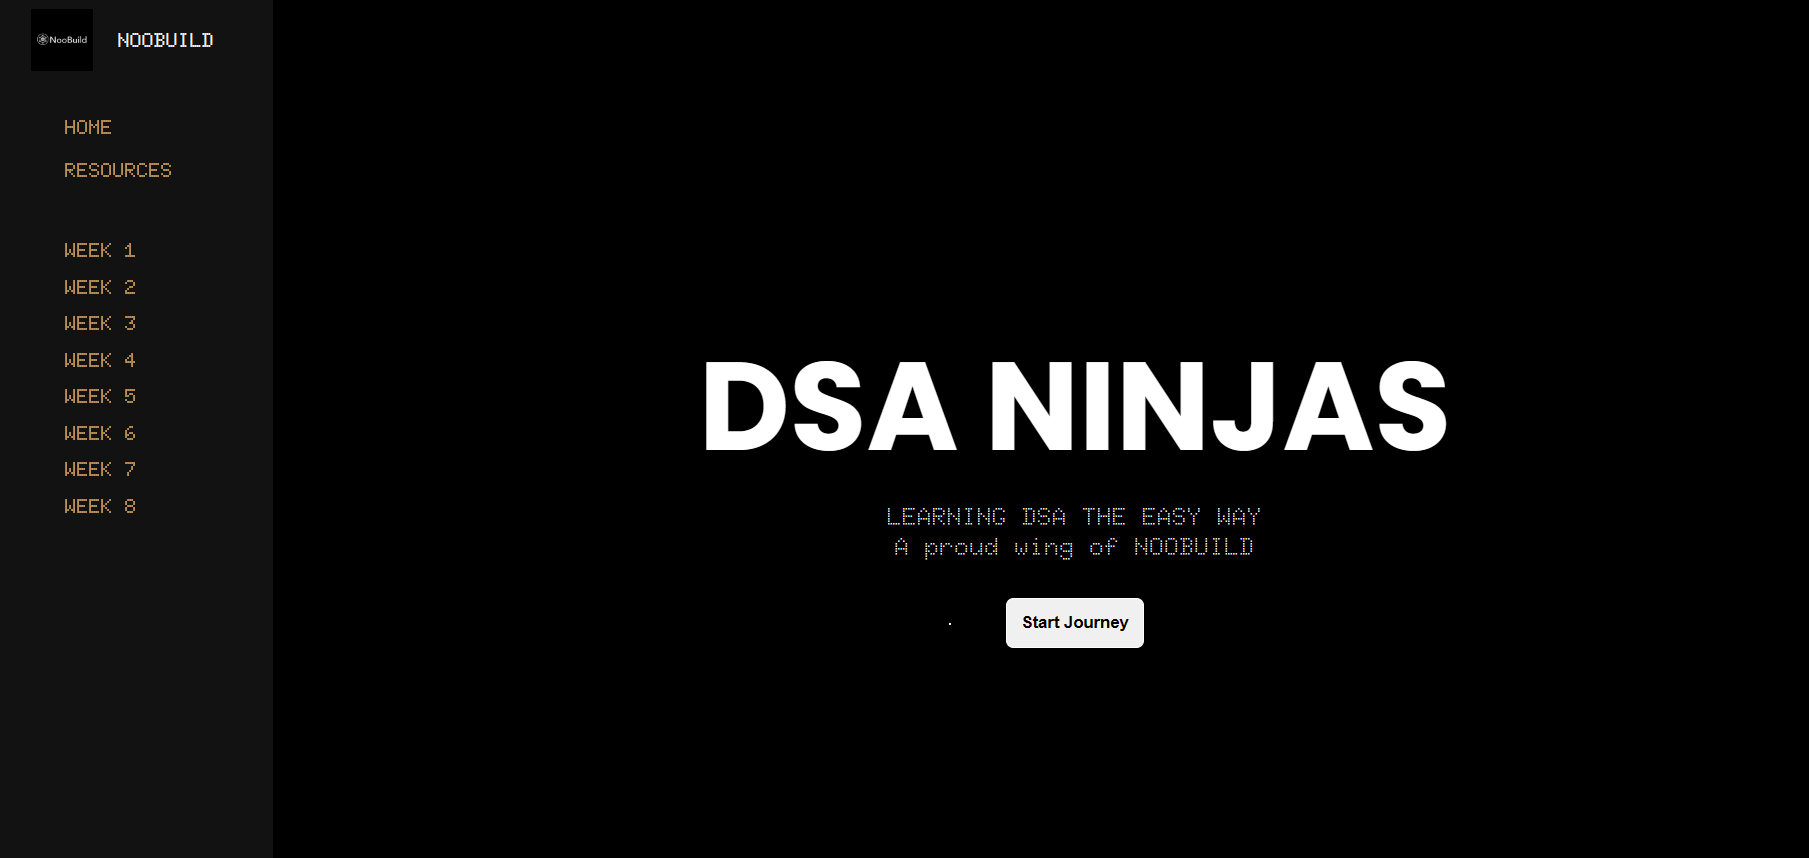 NooBuild
NOOBUILD
HOME
RESOURCES
WEEK 1
WEEK 2
WEEK 3
WEEK 4
WEEK 5
WEEK 6
WEEK 7
WEEK 8
DSA NINJAS
LEARNING DSA THE EASY WAY
A proud wing of NOOBUILD
Start Journey